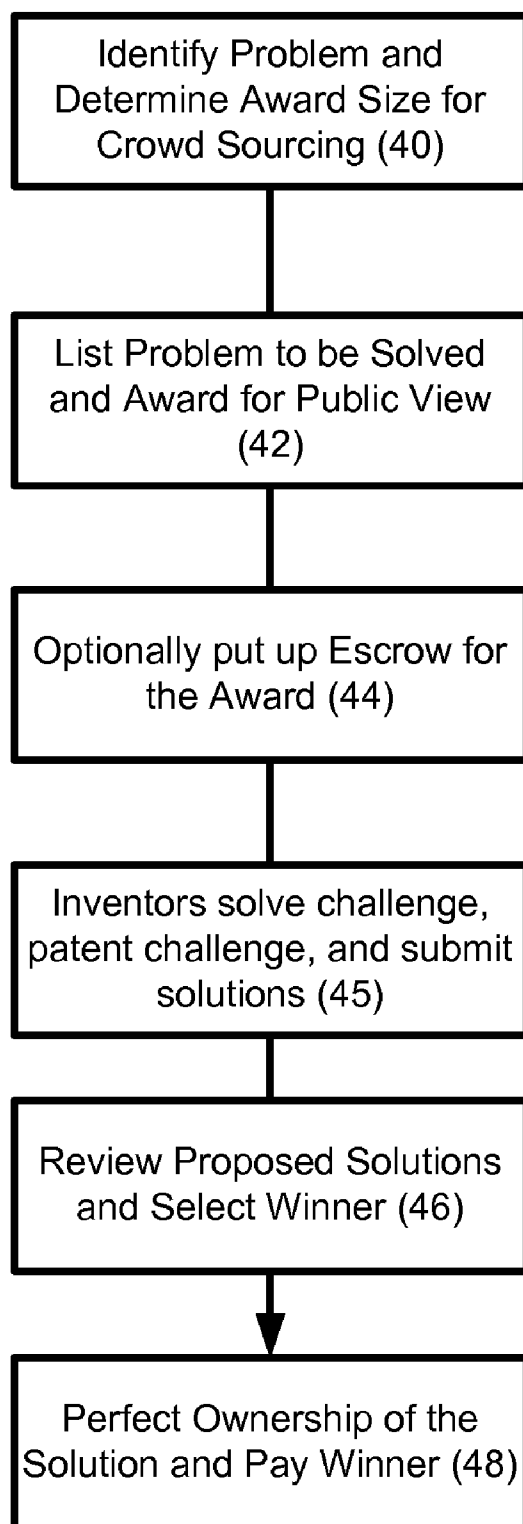 Identify Problem and
Determine Award Size for
Crowd Sourcing (40)
List Problem to be Solved
and Award for Public View
(42)
Optionally put up Escrow for
the Award (44)
Inventors solve challenge,
patent challenge, and submit
solutions (45)
Review Proposed Solutions
and Select Winner (46)
Perfect Ownership of the
Solution and Pay Winner (48)